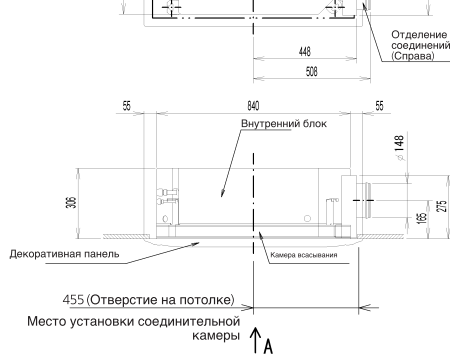 Отделение
соединений
(Справа)
448
508
55
840
55
Внутренний блок
⌀148
306
165
275
Декоративная панель
Камера всасывания
455 (Отверстие на потолке)
Место установки соединительной
камеры
A